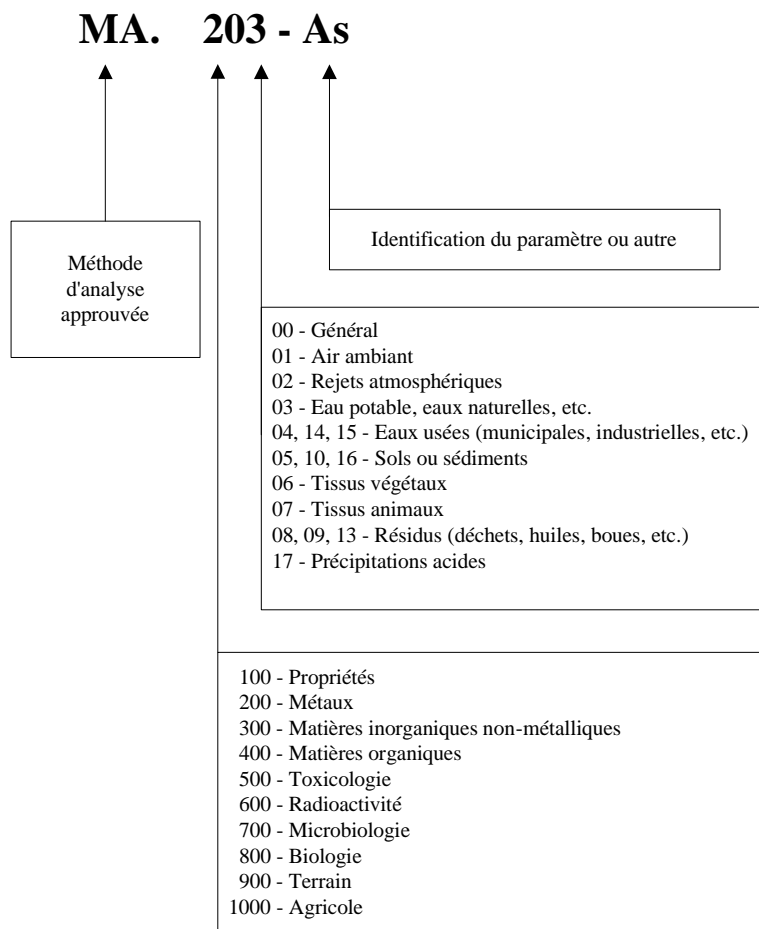 MA. 203 - As
Méthode
d'analyse
approuvée
Identification du paramètre ou autre
00 - Général
01 - Air ambiant
02 - Rejets atmosphériques
03 - Eau potable, eaux naturelles, etc.
04, 14, 15 - Eaux usées (municipales, industrielles, etc.)
05, 10, 16 - Sols ou sédiments
06 - Tissus végétaux
07 - Tissus animaux
08, 09, 13 - Résidus (déchets, huiles, boues, etc.)
17 - Précipitations acides
100 - Propriétés
200 - Métaux
300 - Matières inorganiques non-métalliques
400 - Matières organiques
500 - Toxicologie
600 - Radioactivité
700 - Microbiologie
800 - Biologie
900 - Terrain
1000 - Agricole